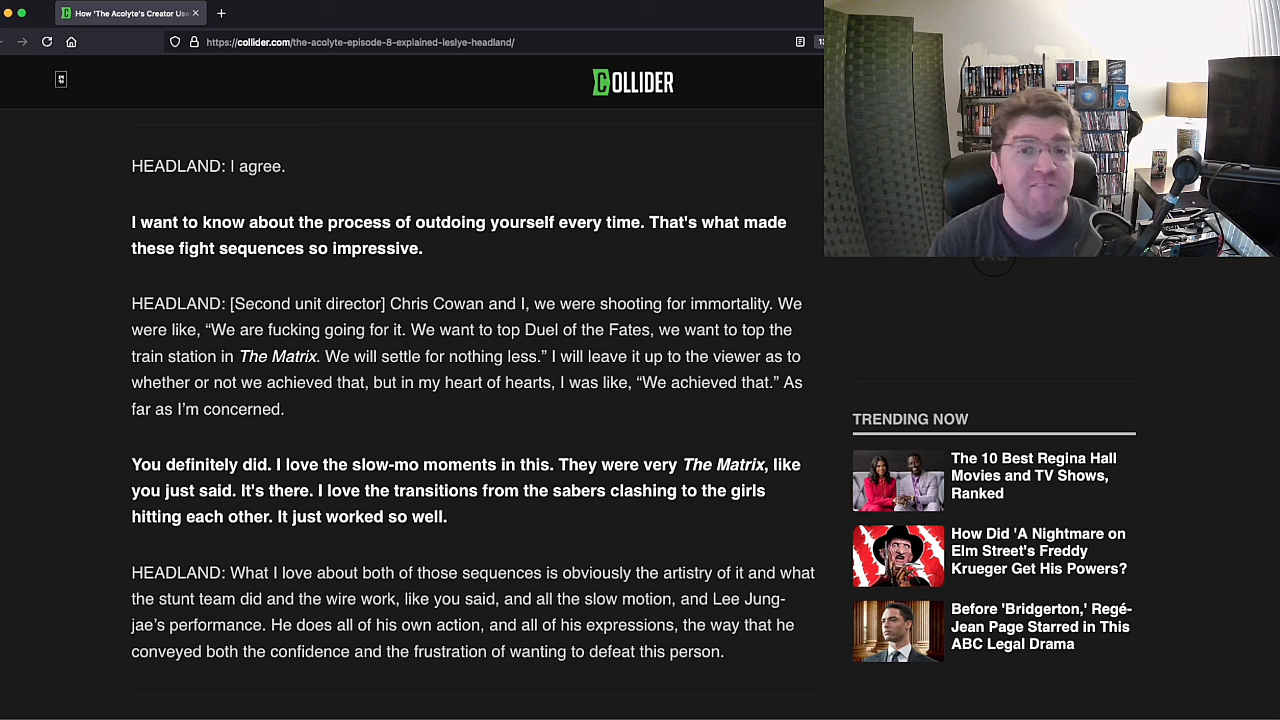 How 'The Acolyte's Creator Use
https://collider.com/the-acolyte-episode-8-explained-leslye-headland/
COLLIDER
HEADLAND: I agree.
I want to know about the process of outdoing yourself every time. That's what made
these fight sequences so impressive.
HEADLAND: [Second unit director] Chris Cowan and I, we were shooting for immortality. We
were like, “We are fucking going for it. We want to top Duel of the Fates, we want to top the
train station in The Matrix. We will settle for nothing less.” I will leave it up to the viewer as to
whether or not we achieved that, but in my heart of hearts, I was like, “We achieved that.” As
far as I’m concerned.
You definitely did. I love the slow-mo moments in this. They were very The Matrix, like
you just said. It's there. I love the transitions from the sabers clashing to the girls
hitting each other. It just worked so well.
HEADLAND: What I love about both of those sequences is obviously the artistry of it and what
the stunt team did and the wire work, like you said, and all the slow motion, and Lee Jung-
jae’s performance. He does all of his own action, and all of his expressions, the way that he
conveyed both the confidence and the frustration of wanting to defeat this person.
Ad
TRENDING NOW
The 10 Best Regina Hall
Movies and TV Shows,
Ranked
How Did 'A Nightmare on
Elm Street's Freddy
Krueger Get His Powers?
Before 'Bridgerton,' Regé-
Jean Page Starred in This
ABC Legal Drama